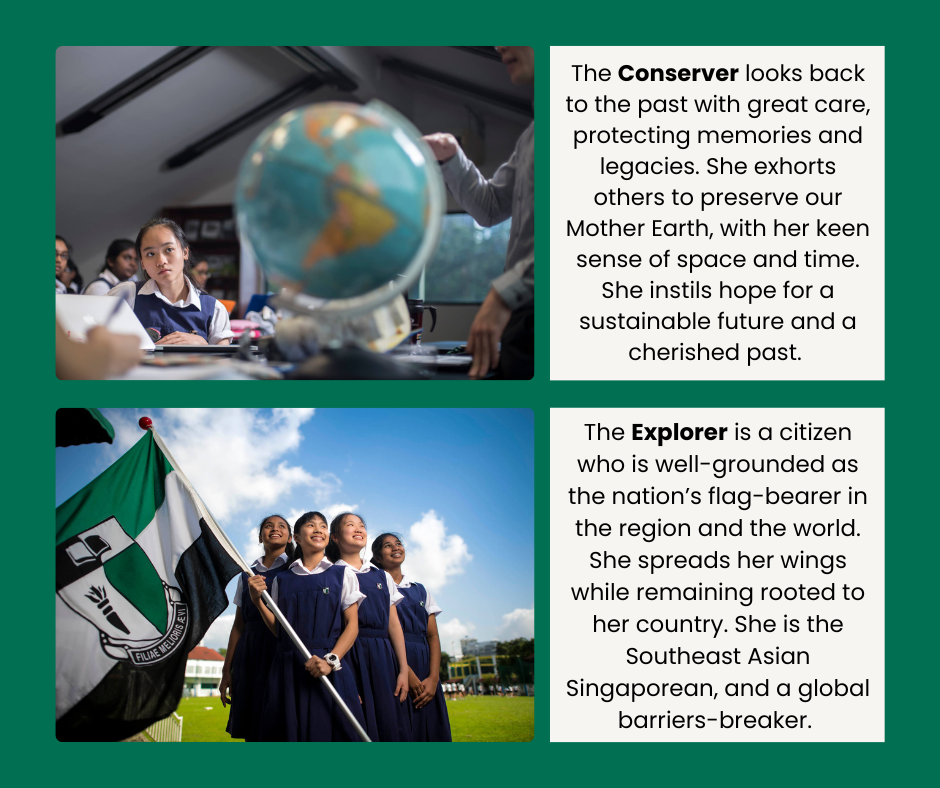 The Conserver looks back
to the past with great care,
protecting memories and
legacies. She exhorts
others to preserve our
Mother Earth, with her keen
sense of space and time.
She instils hope for a
sustainable future and a
cherished past.
FILIAE MELIORIS ÆVI
The Explorer is a citizen
who is well-grounded as
the nation’s flag-bearer in
the region and the world.
She spreads her wings
while remaining rooted to
her country. She is the
Southeast Asian
Singaporean, and a global
barriers-breaker.